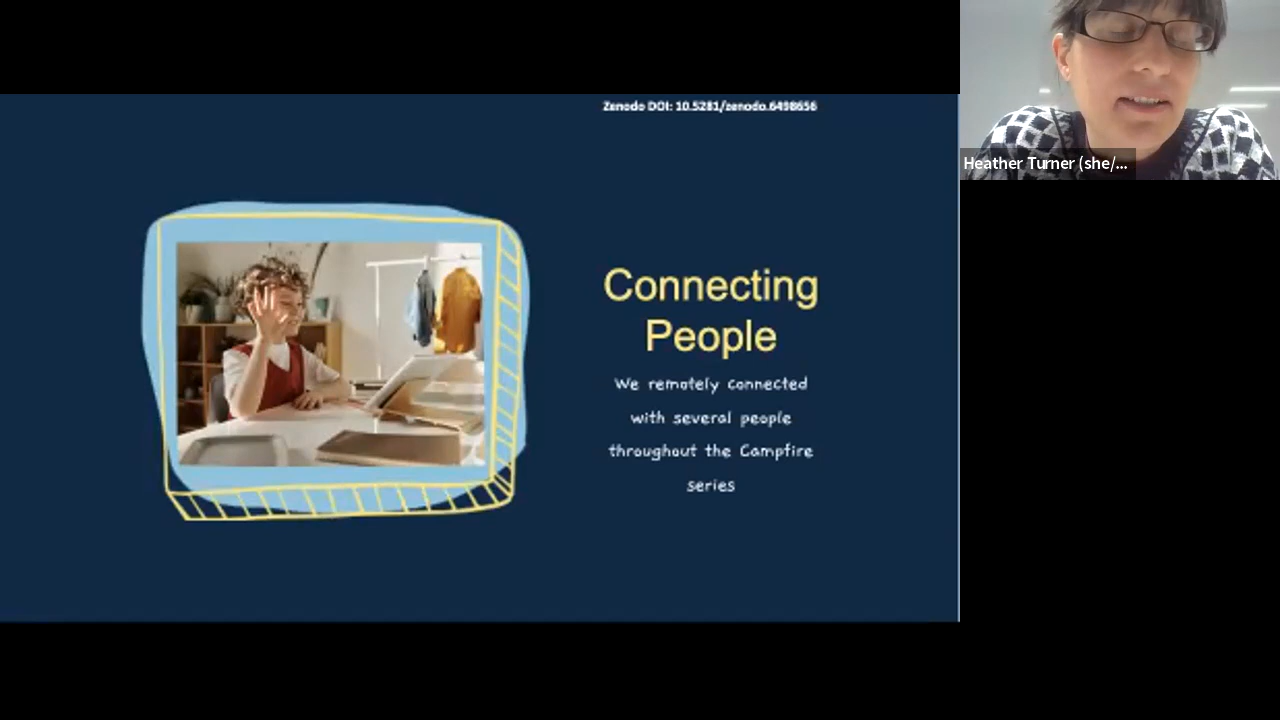 Zenodo DOI: 10.5281/zenodo.6498656
Heather Turner (she/...
Connecting
People
We remotely connected
with several people
throughout the Campfire
series